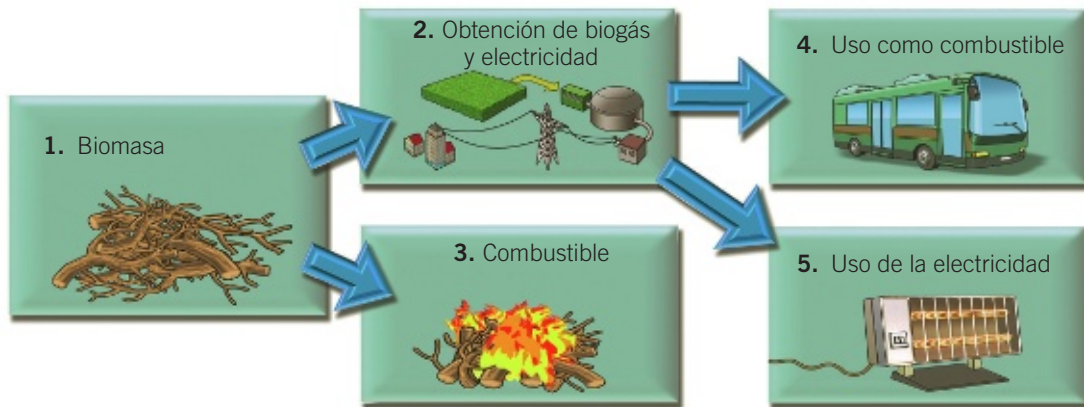 1. Biomasa
2. Obtención de biogás
y electricidad
3. Combustible
4. Uso como combustible
5. Uso de la electricidad